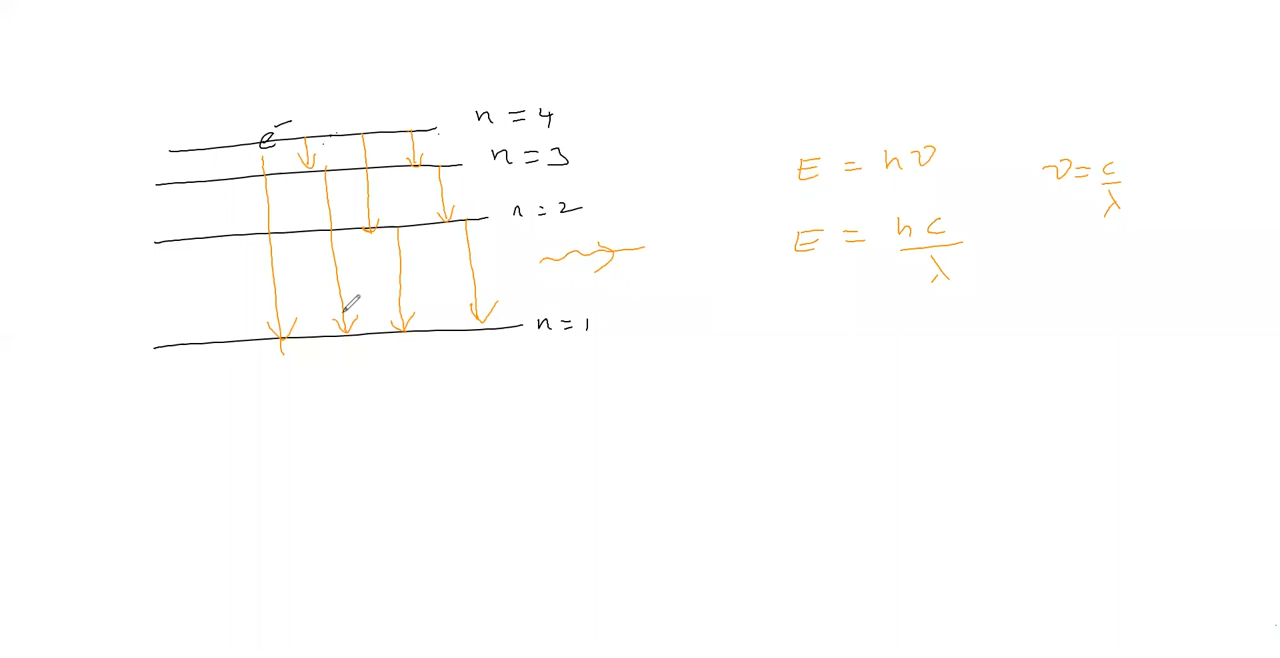 e⁻
n = 4
n = 3
n = 2
n = 1
E = hν
ν = c/λ
E = hc/λ